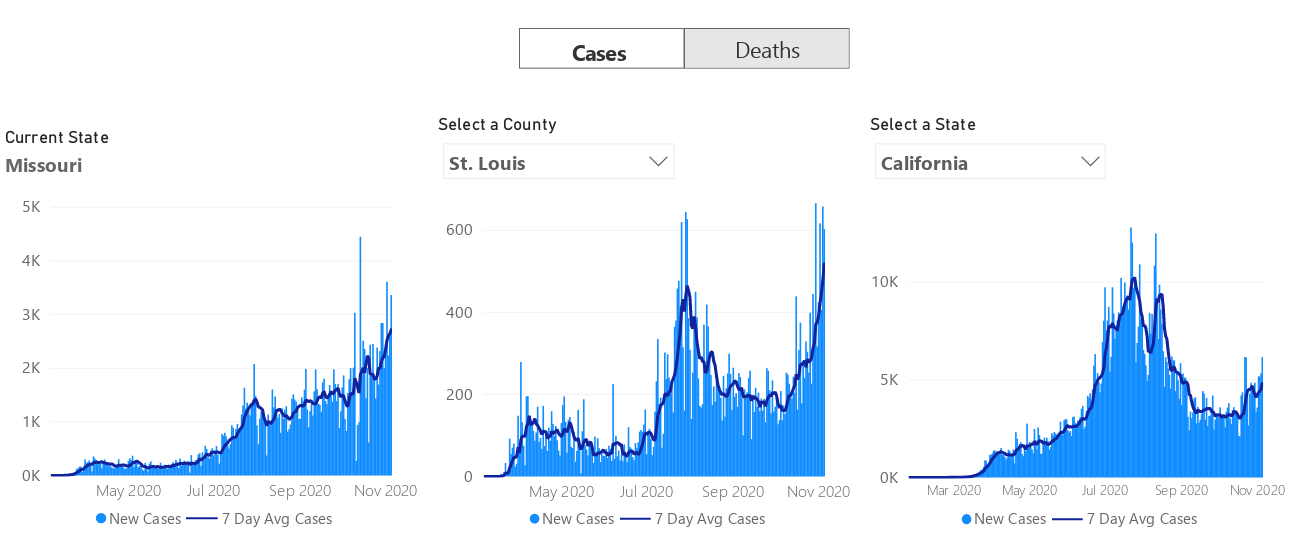 Cases Deaths
Current State
Missouri
5K
4K
3K
2K
1K
0K
May 2020 Jul 2020 Sep 2020 Nov 2020
New Cases 7 Day Avg Cases
Select a County
St. Louis
600
400
200
0
May 2020 Jul 2020 Sep 2020 Nov 2020
New Cases 7 Day Avg Cases
Select a State
California
10K
5K
0K
Mar 2020 May 2020 Jul 2020 Sep 2020 Nov 2020
New Cases 7 Day Avg Cases